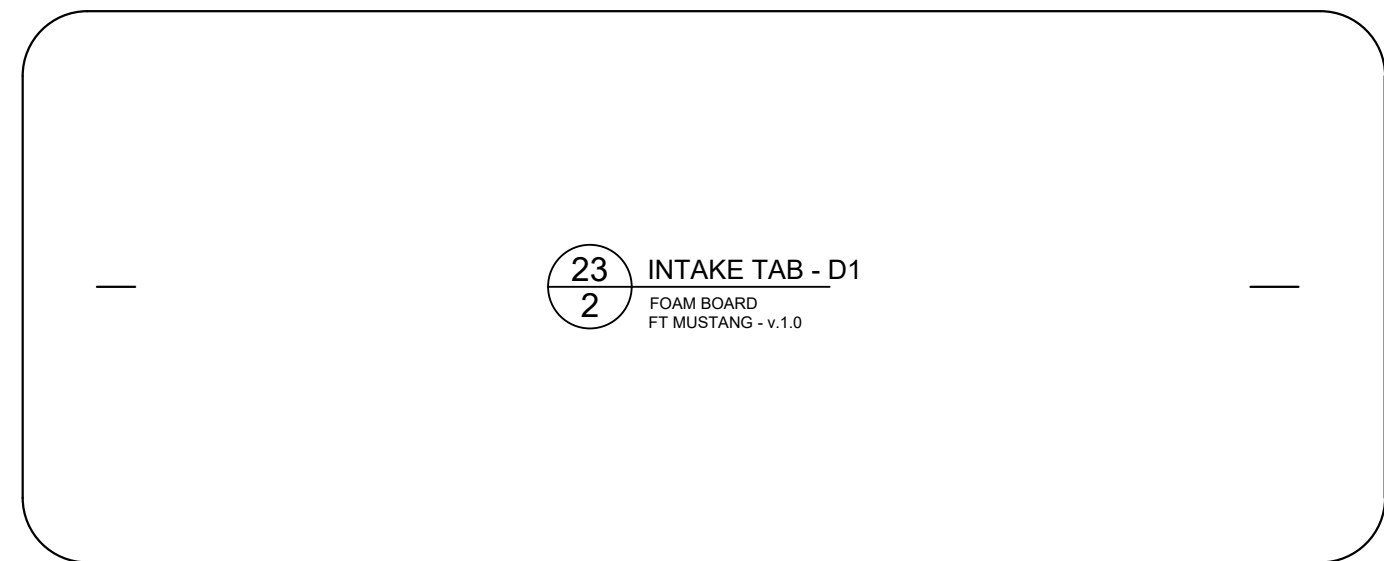 23
2
INTAKE TAB - D1
FOAM BOARD
FT MUSTANG - v.1.0